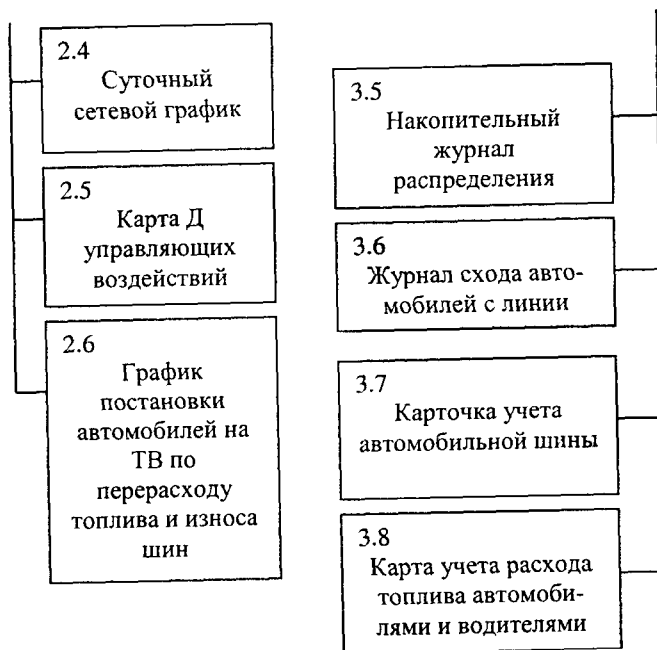 2.4
Суточный
сетевой график
2.5
Карта Д
управляющих
воздействий
2.6
График
постановки
автомобилей на
ТВ по
перерасходу
топлива и износа
шин
3.5
Накопительный
журнал
распределения
3.6
Журнал схода авто-
мобилей с линии
3.7
Карточка учета
автомобильной шины
3.8
Карта учета расхода
топлива автомоби-
лями и водителями